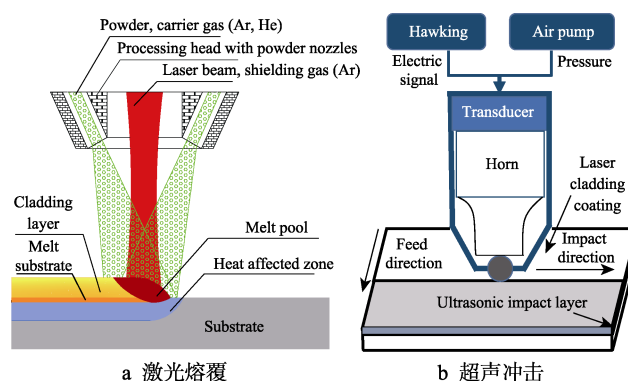 Powder, carrier gas (Ar, He)
Processing head with powder nozzles
Laser beam, shielding gas (Ar)
Cladding
layer
Melt
substrate
Melt pool
Heat affected zone
Substrate
a 激光熔覆
Hawking
Air pump
Electric
signal
Pressure
Transducer
Horn
Laser
cladding
coating
Feed
direction
Impact
direction
Ultrasonic impact layer
b 超声冲击